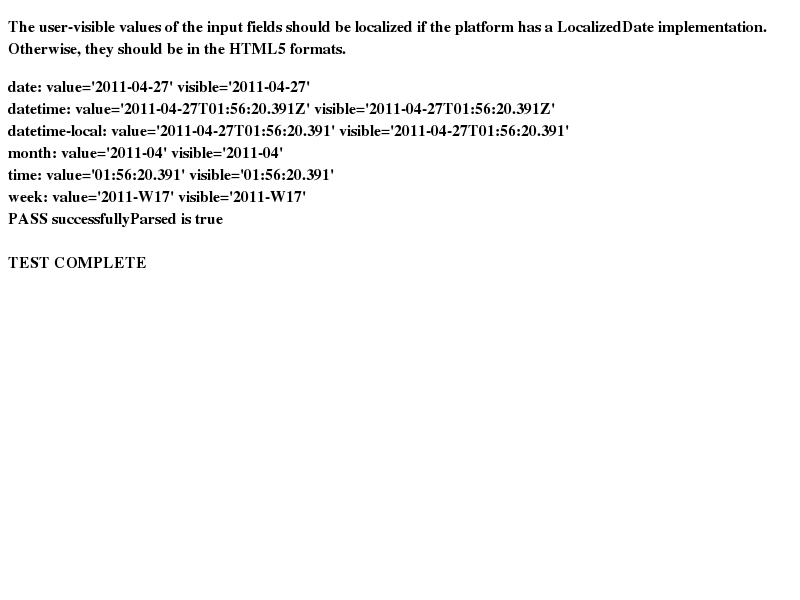 The user-visible values of the input fields should be localized if the platform has a LocalizedDate implementation.
Otherwise, they should be in the HTML5 formats.
date: value='2011-04-27' visible='2011-04-27'
datetime: value='2011-04-27T01:56:20.391Z' visible='2011-04-27T01:56:20.391Z'
datetime-local: value='2011-04-27T01:56:20.391' visible='2011-04-27T01:56:20.391'
month: value='2011-04' visible='2011-04'
time: value='01:56:20.391' visible='01:56:20.391'
week: value='2011-W17' visible='2011-W17'
PASS successfullyParsed is true
TEST COMPLETE